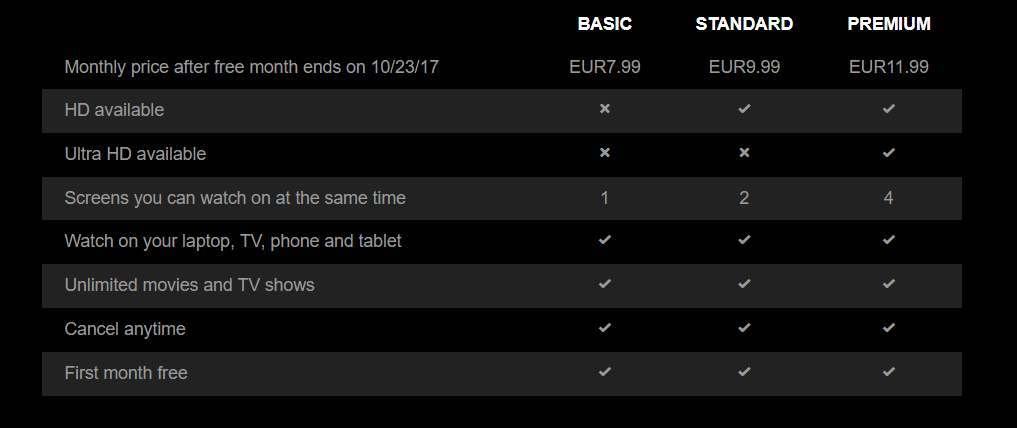 BASIC STANDARD PREMIUM
Monthly price after free month ends on 10/23/17 EUR7.99 EUR9.99 EUR11.99
HD available
Ultra HD available
Screens you can watch on at the same time 1 2 4
Watch on your laptop, TV, phone and tablet
Unlimited movies and TV shows
Cancel anytime
First month free